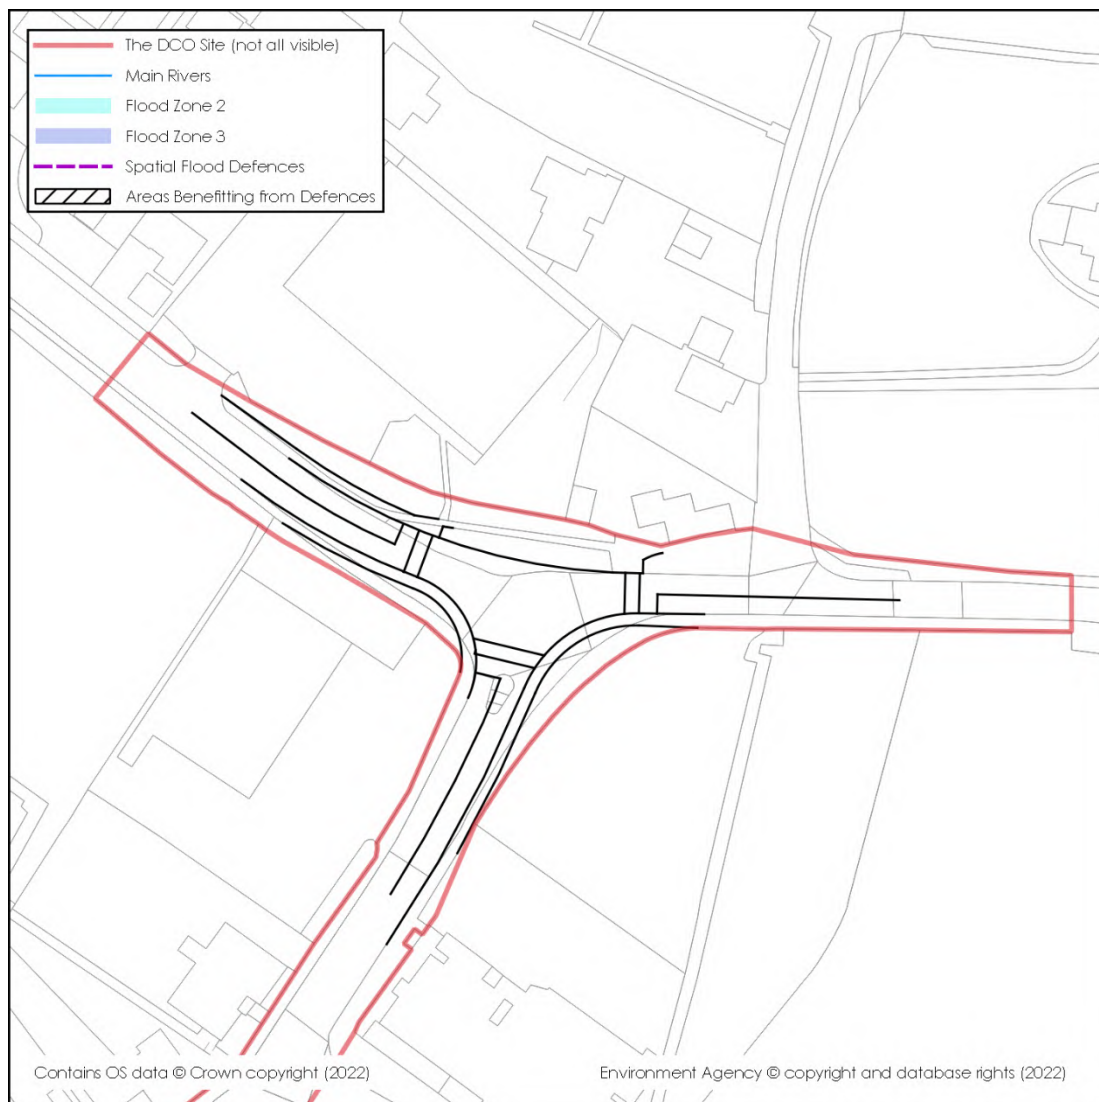 The DCO Site (not all visible)
Main Rivers
Flood Zone 2
Flood Zone 3
Spatial Flood Defences
Areas Benefitting from Defences
Contains OS data © Crown copyright (2022)
Environment Agency © copyright and database rights (2022)